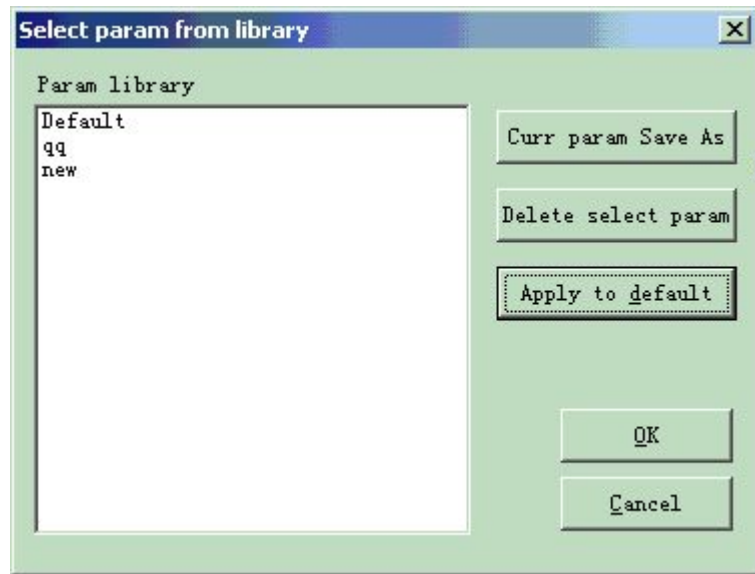 Select param from library
Param library
Default
qq
new
Curr param Save As
Delete select param
Apply to default
OK
Cancel